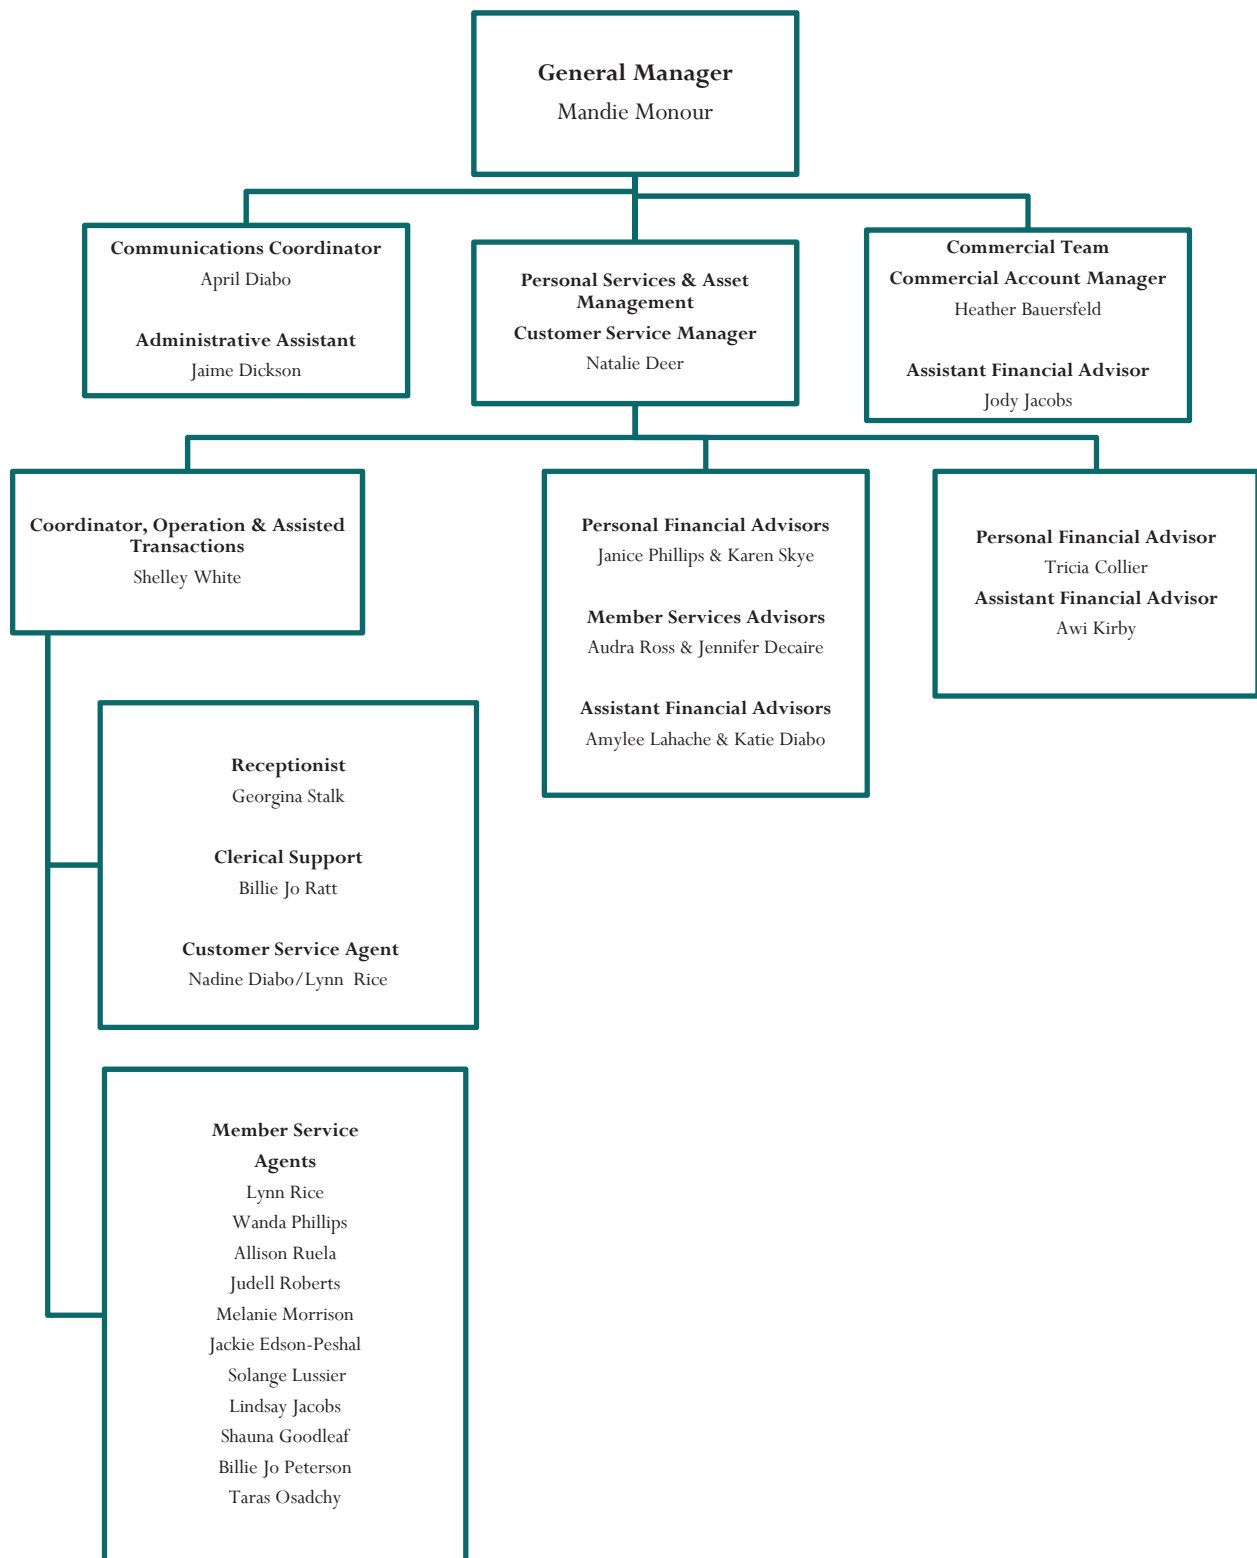 General Manager
Mandie Monour
Communications Coordinator
April Diabo
Administrative Assistant
Jaime Dickson
Personal Services & Asset
Management
Customer Service Manager
Natalie Deer
Commercial Team
Commercial Account Manager
Heather Bauersfeld
Assistant Financial Advisor
Jody Jacobs
Coordinator, Operation & Assisted
Transactions
Shelley White
Personal Financial Advisors
Janice Phillips & Karen Skye
Member Services Advisors
Audra Ross & Jennifer Decaire
Assistant Financial Advisors
Amylee Lahache & Katie Diabo
Personal Financial Advisor
Tricia Collier
Assistant Financial Advisor
Awi Kirby
Receptionist
Georgina Stalk
Clerical Support
Billie Jo Ratt
Customer Service Agent
Nadine Diabo/Lynn Rice
Member Service
Agents
Lynn Rice
Wanda Phillips
Allison Ruela
Judell Roberts
Melanie Morrison
Jackie Edson-Peshal
Solange Lussier
Lindsay Jacobs
Shauna Goodleaf
Billie Jo Peterson
Taras Osadchy